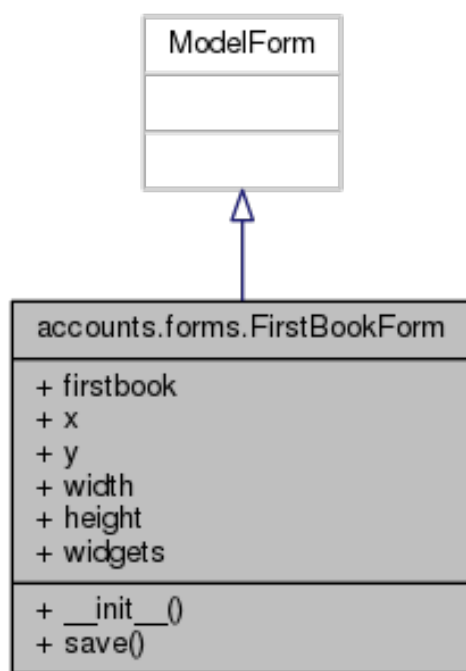 ModelForm
accounts.forms.FirstBookForm
+ firstbook
+ x
+ y
+ width
+ height
+ widgets
+ __init__()
+ save()